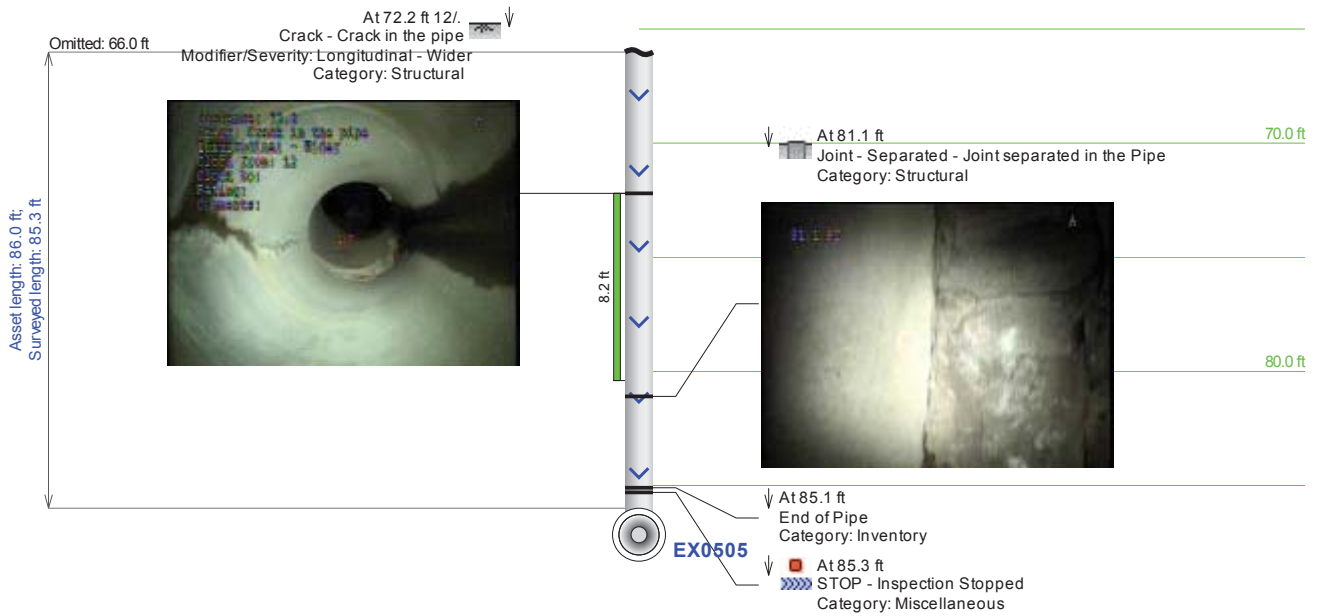 At 72.2 ft 12/.
Crack - Crack in the pipe
Modifier/Severity: Longitudinal - Wider
Category: Structural
Omitted: 66.0 ft
Asset length: 86.0 ft;
Surveyed length: 85.3 ft
8.2 ft
At 81.1 ft
Joint - Separated - Joint separated in the Pipe
Category: Structural
70.0 ft
80.0 ft
At 85.1 ft
End of Pipe
Category: Inventory
EX0505
At 85.3 ft
STOP - Inspection Stopped
Category: Miscellaneous